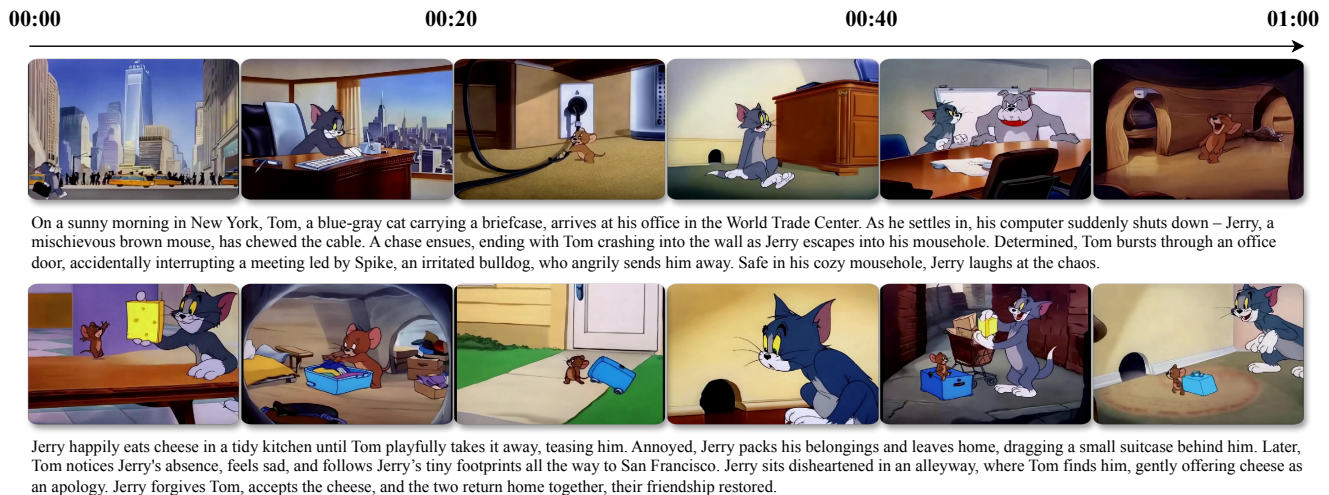 00:00 00:20 00:40 01:00
On a sunny morning in New York, Tom, a blue-gray cat carrying a briefcase, arrives at his office in the World Trade Center. As he settles in, his computer suddenly shuts down – Jerry, a
mischievous brown mouse, has chewed the cable. A chase ensues, ending with Tom crashing into the wall as Jerry escapes into his mousehole. Determined, Tom bursts through an office
door, accidentally interrupting a meeting led by Spike, an irritated bulldog, who angrily sends him away. Safe in his cozy mousehole, Jerry laughs at the chaos.
Jerry happily eats cheese in a tidy kitchen until Tom playfully takes it away, teasing him. Annoyed, Jerry packs his belongings and leaves home, dragging a small suitcase behind him. Later,
Tom notices Jerry's absence, feels sad, and follows Jerry’s tiny footprints all the way to San Francisco. Jerry sits disheartened in an alleyway, where Tom finds him, gently offering cheese as
an apology. Jerry forgives Tom, accepts the cheese, and the two return home together, their friendship restored.